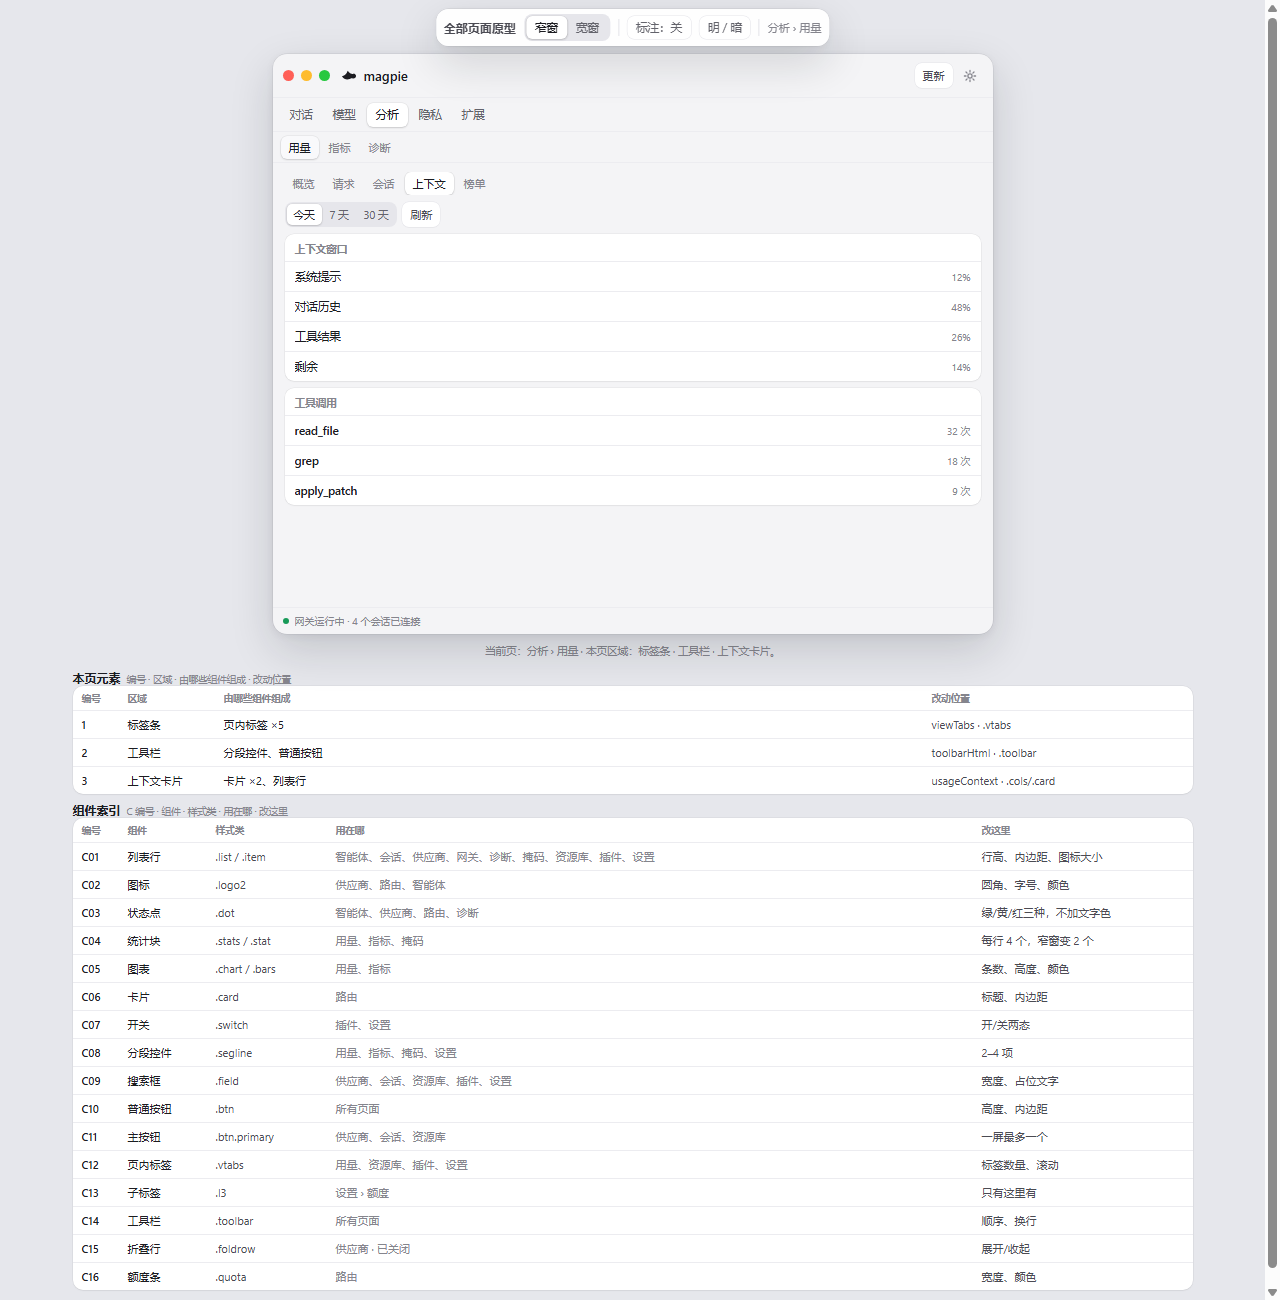 全部页面原型 窄窗 宽窗 标注：关 明 / 暗 分析 › 用量
magpie 更新
对话 模型 分析 隐私 扩展
用量 指标 诊断
概览 请求 会话 上下文 榜单
今天 7 天 30 天 刷新
上下文窗口
系统提示 12%
对话历史 48%
工具结果 26%
剩余 14%
工具调用
read_file 32 次
grep 18 次
apply_patch 9 次
网关运行中 · 4 个会话已连接
当前页：分析 › 用量 · 本页区域：标签条 · 工具栏 · 上下文卡片。
本页元素 编号 · 区域 · 由哪些组件组成 · 改动位置
编号 区域 由哪些组件组成 改动位置
1 标签条 页内标签 ×5 viewTabs · .vtabs
2 工具栏 分段控件、普通按钮 toolbarHtml · .toolbar
3 上下文卡片 卡片 ×2、列表行 usageContext · .cols/.card
组件索引 C 编号 · 组件 · 样式类 · 用在哪 · 改这里
编号 组件 样式类 用在哪 改这里
C01 列表行 .list / .item 智能体、会话、供应商、网关、诊断、掩码、资源库、插件、设置 行高、内边距、图标大小
C02 图标 .logo2 供应商、路由、智能体 圆角、字号、颜色
C03 状态点 .dot 智能体、供应商、路由、诊断 绿/黄/红三种，不加文字色
C04 统计块 .stats / .stat 用量、指标、掩码 每行 4 个，窄窗变 2 个
C05 图表 .chart / .bars 用量、指标 条数、高度、颜色
C06 卡片 .card 路由 标题、内边距
C07 开关 .switch 插件、设置 开/关两态
C08 分段控件 .segline 用量、指标、掩码、设置 2–4 项
C09 搜索框 .field 供应商、会话、资源库、插件、设置 宽度、占位文字
C10 普通按钮 .btn 所有页面 高度、内边距
C11 主按钮 .btn.primary 供应商、会话、资源库 一屏最多一个
C12 页内标签 .vtabs 用量、资源库、插件、设置 标签数量、滚动
C13 子标签 .l3 设置 › 额度 只有这里有
C14 工具栏 .toolbar 所有页面 顺序、换行
C15 折叠行 .foldrow 供应商 · 已关闭 展开/收起
C16 额度条 .quota 路由 宽度、颜色